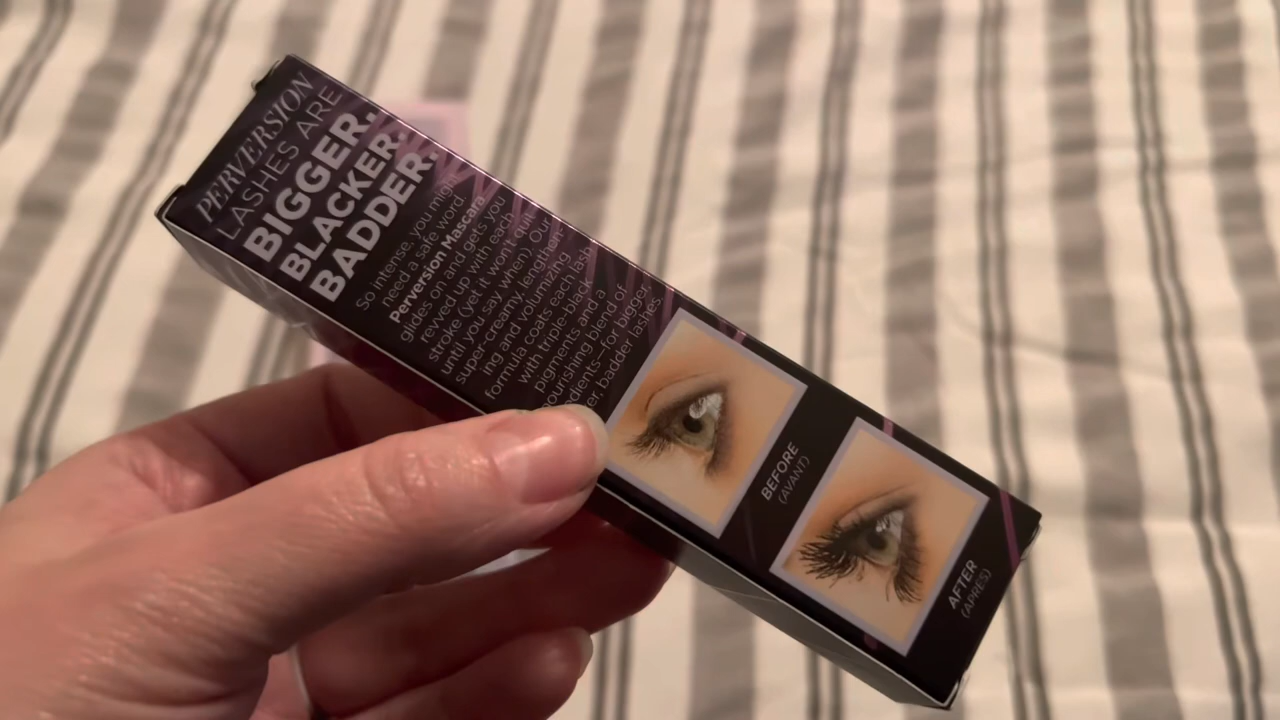 PERVERSION
LASHES ARE
BIGGER.
BLACKER.
BADDER.
So intense, you might
need a safe word.
Perversion Mascara
glides on and gets you
revved up with each
stroke (yet it won't quit
until you say when). Our
super-creamy, lengthen-
ing and volumizing
formula coats each lash
with triple-black
pigments and a
nourishing blend of
edients—for bigger,
er, badder lashes
BEFORE
(AVANT)
AFTER
(APRÈS)